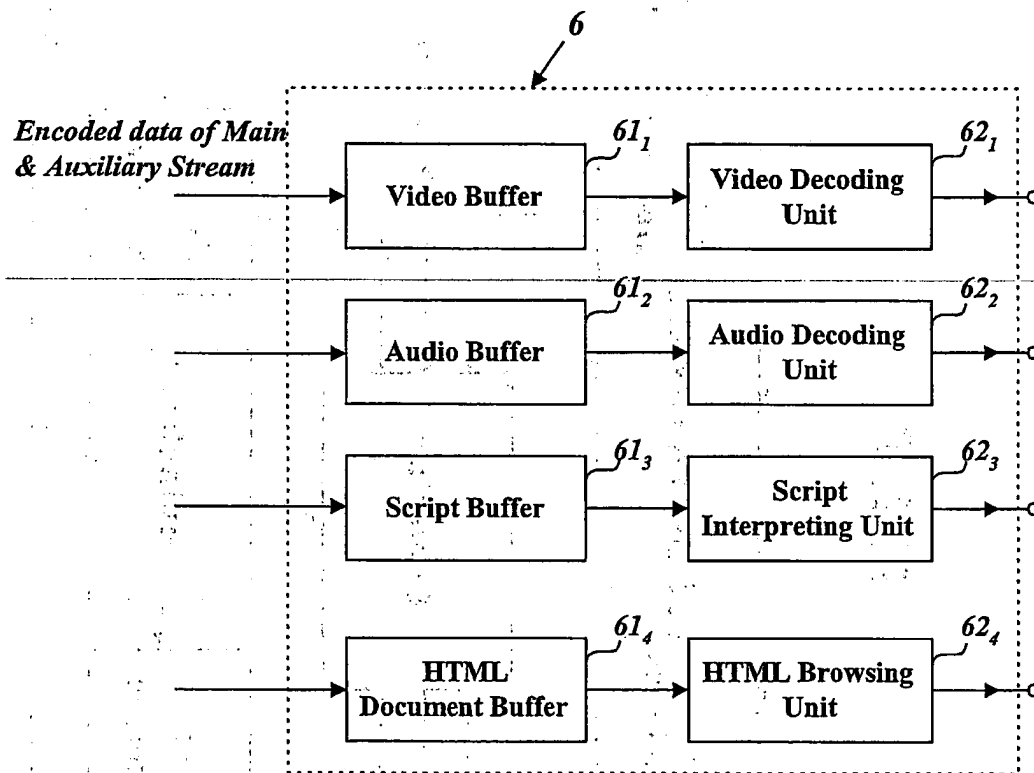 6
Encoded data of Main
& Auxiliary Stream
61₁
62₁
Video Buffer
Video Decoding
Unit
61₂
62₂
Audio Buffer
Audio Decoding
Unit
61₃
62₃
Script Buffer
Script
Interpreting Unit
61₄
62₄
HTML
Document Buffer
HTML Browsing
Unit